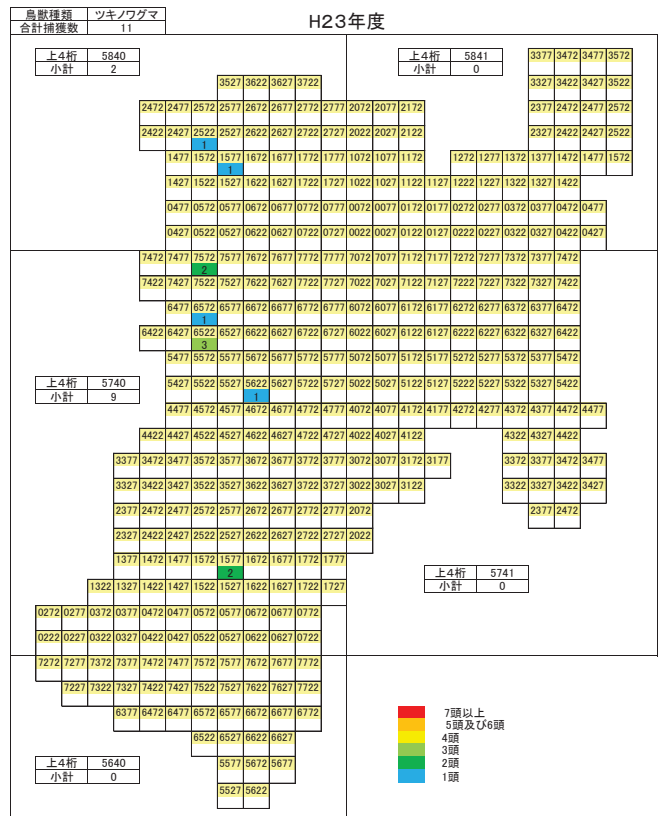 鳥獣種類 ツキノワグマ
合計捕獲数 11
H23年度
上4桁 5840
小計 2
上4桁 5841
小計 0
3377 3472 3477 3572
3527 3622 3627 3722 3327 3422 3427 3522
2472 2477 2572 2577 2672 2677 2772 2777 2072 2077 2172 2377 2472 2477 2572
2422 2427 2522 2527 2622 2627 2722 2727 2022 2027 2122 2327 2422 2427 2522
1
1477 1572 1577 1672 1677 1772 1777 1072 1077 1172 1272 1277 1372 1377 1472 1477 1572
1
1427 1522 1527 1622 1627 1722 1727 1022 1027 1122 1127 1222 1227 1322 1327 1422
0477 0572 0577 0672 0677 0772 0777 0072 0077 0172 0177 0272 0277 0372 0377 0472 0477
0427 0522 0527 0622 0627 0722 0727 0022 0027 0122 0127 0222 0227 0322 0327 0422 0427
7472 7477 7572 7577 7672 7677 7772 7777 7072 7077 7172 7177 7272 7277 7372 7377 7472
2
7422 7427 7522 7527 7622 7627 7722 7727 7022 7027 7122 7127 7222 7227 7322 7327 7422
6477 6572 6577 6672 6677 6772 6777 6072 6077 6172 6177 6272 6277 6372 6377 6472
1
6422 6427 6522 6527 6622 6627 6722 6727 6022 6027 6122 6127 6222 6227 6322 6327 6422
3
5477 5572 5577 5672 5677 5772 5777 5072 5077 5172 5177 5272 5277 5372 5377 5472
上4桁 5740
小計 9
5427 5522 5527 5622 5627 5722 5727 5022 5027 5122 5127 5222 5227 5322 5327 5422
1
4477 4572 4577 4672 4677 4772 4777 4072 4077 4172 4177 4272 4277 4372 4377 4472 4477
4422 4427 4522 4527 4622 4627 4722 4727 4022 4027 4122 4322 4327 4422
3377 3472 3477 3572 3577 3672 3677 3772 3777 3072 3077 3172 3177 3372 3377 3472 3477
3327 3422 3427 3522 3527 3622 3627 3722 3727 3022 3027 3122 3322 3327 3422 3427
2377 2472 2477 2572 2577 2672 2677 2772 2777 2072 2377 2472
2327 2422 2427 2522 2527 2622 2627 2722 2727 2022
1377 1472 1477 1572 1577 1672 1677 1772 1777
2
上4桁 5741
小計 0
1322 1327 1422 1427 1522 1527 1622 1627 1722 1727
0272 0277 0372 0377 0472 0477 0572 0577 0672 0677 0772
0222 0227 0322 0327 0422 0427 0522 0527 0622 0627 0722
7272 7277 7372 7377 7472 7477 7572 7577 7672 7677 7772
7227 7322 7327 7422 7427 7522 7527 7622 7627 7722
6377 6472 6477 6572 6577 6672 6677 6772
6522 6527 6622 6627
上4桁 5640
小計 0
5577 5672 5677
5527 5622
7頭以上
5頭及び6頭
4頭
3頭
2頭
1頭